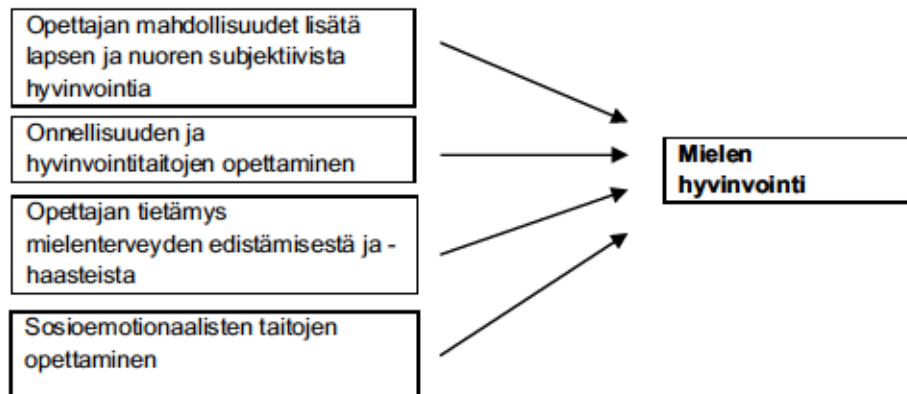 Opettajan mahdollisuudet lisätä
lapsen ja nuoren subjektiivista
hyvinvointia
Onnellisuuden ja
hyvinvointitaitojen opettaminen
Opettajan tietämys
mielenterveyden edistämisestä ja -
haasteista
Sosioemotionaalisten taitojen
opettaminen
Mielen
hyvinvointi